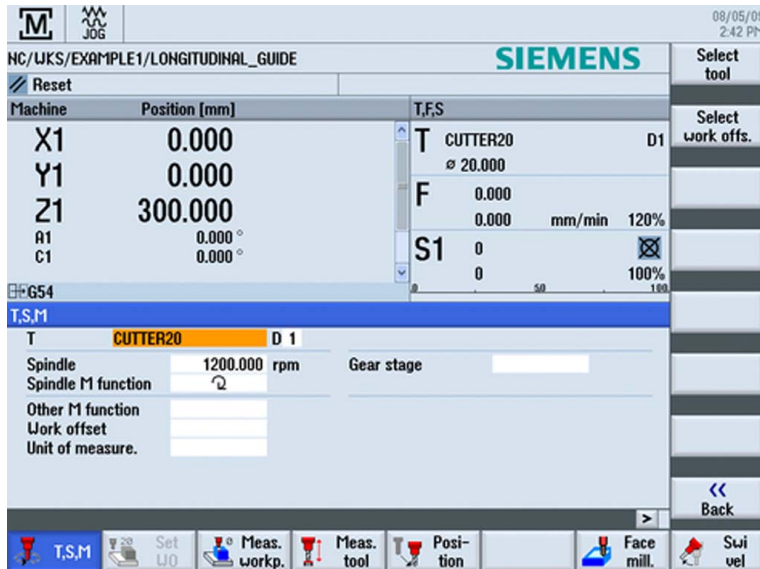 M
JOG
08/05/0
2:42 PM
NC/WKS/EXAMPLE1/LONGITUDINAL_GUIDE
SIEMENS
Select tool
Reset
Machine Position [mm]
T,F,S
Select work offs.
X1 0.000
Y1 0.000
Z1 300.000
A1 0.000 °
C1 0.000 °
T CUTTER20 D1
ø 20.000
F 0.000
0.000 mm/min 120%
S1 0
0 100%
0 50 100
G54
T,S,M
T CUTTER20 D 1
Spindle 1200.000 rpm Gear stage
Spindle M function
Other M function
Work offset
Unit of measure.
<<
Back
>
T,S,M
Set WO
Meas. workp.
Meas. tool
Posi-
tion
Face mill.
Swi
vel